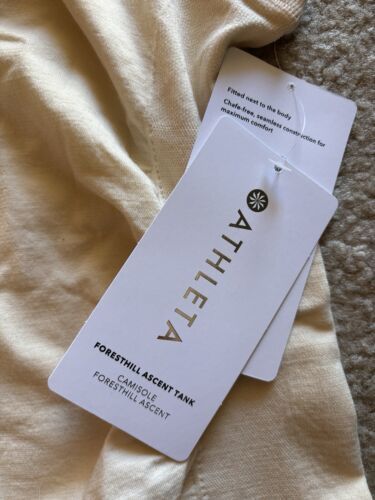 Fitted next to the body
Chafe-free, seamless construction for
maximum comfort
ATHLETA
FORESTHILL ASCENT TANK
CAMISOLE
FORESTHILL ASCENT